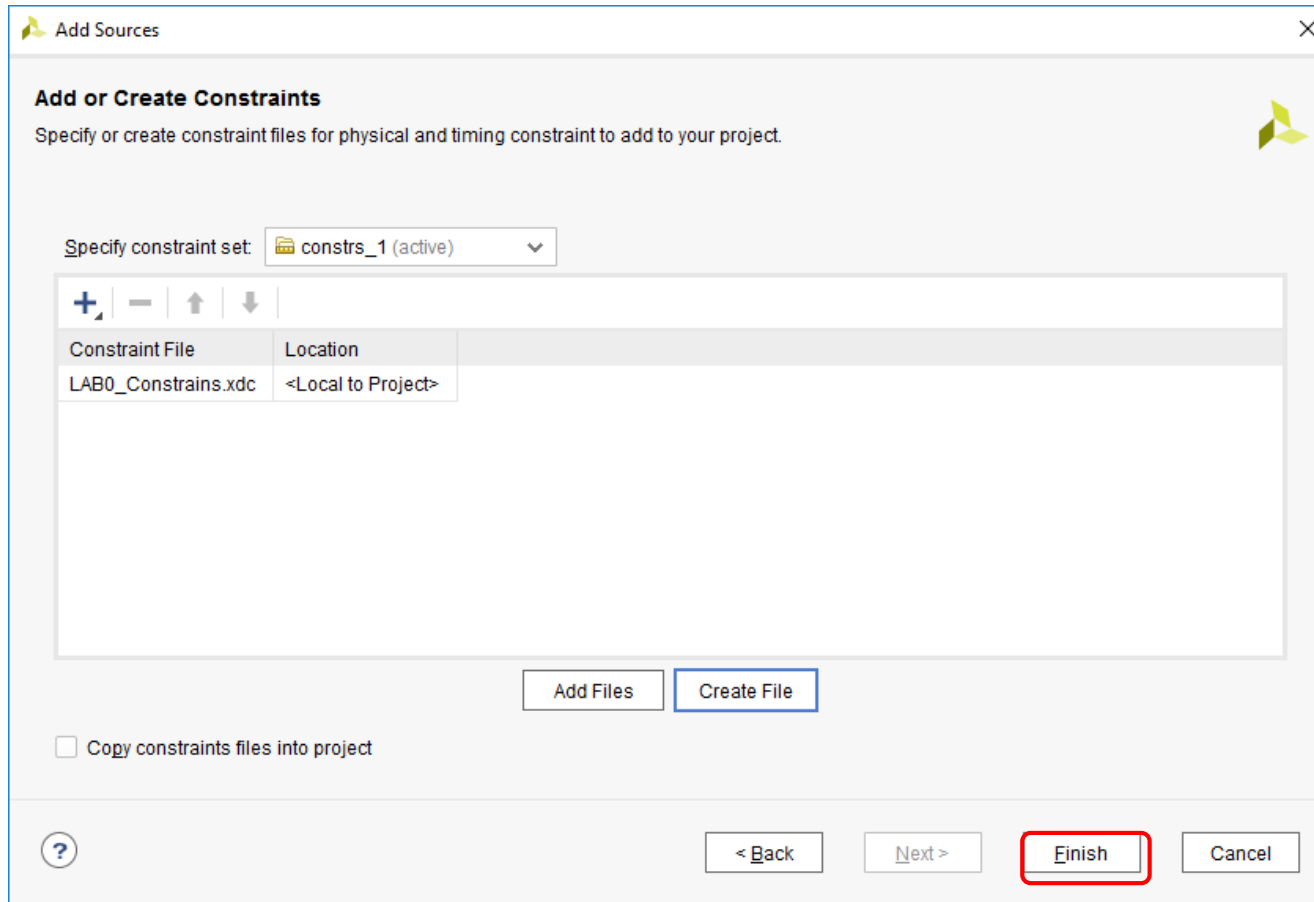 Add Sources
Add or Create Constraints
Specify or create constraint files for physical and timing constraint to add to your project.
Specify constraint set: constrs_1 (active)
Constraint File Location
LAB0_Constrains.xdc <Local to Project>
Add Files Create File
Copy constraints files into project
? < Back Next > Finish Cancel